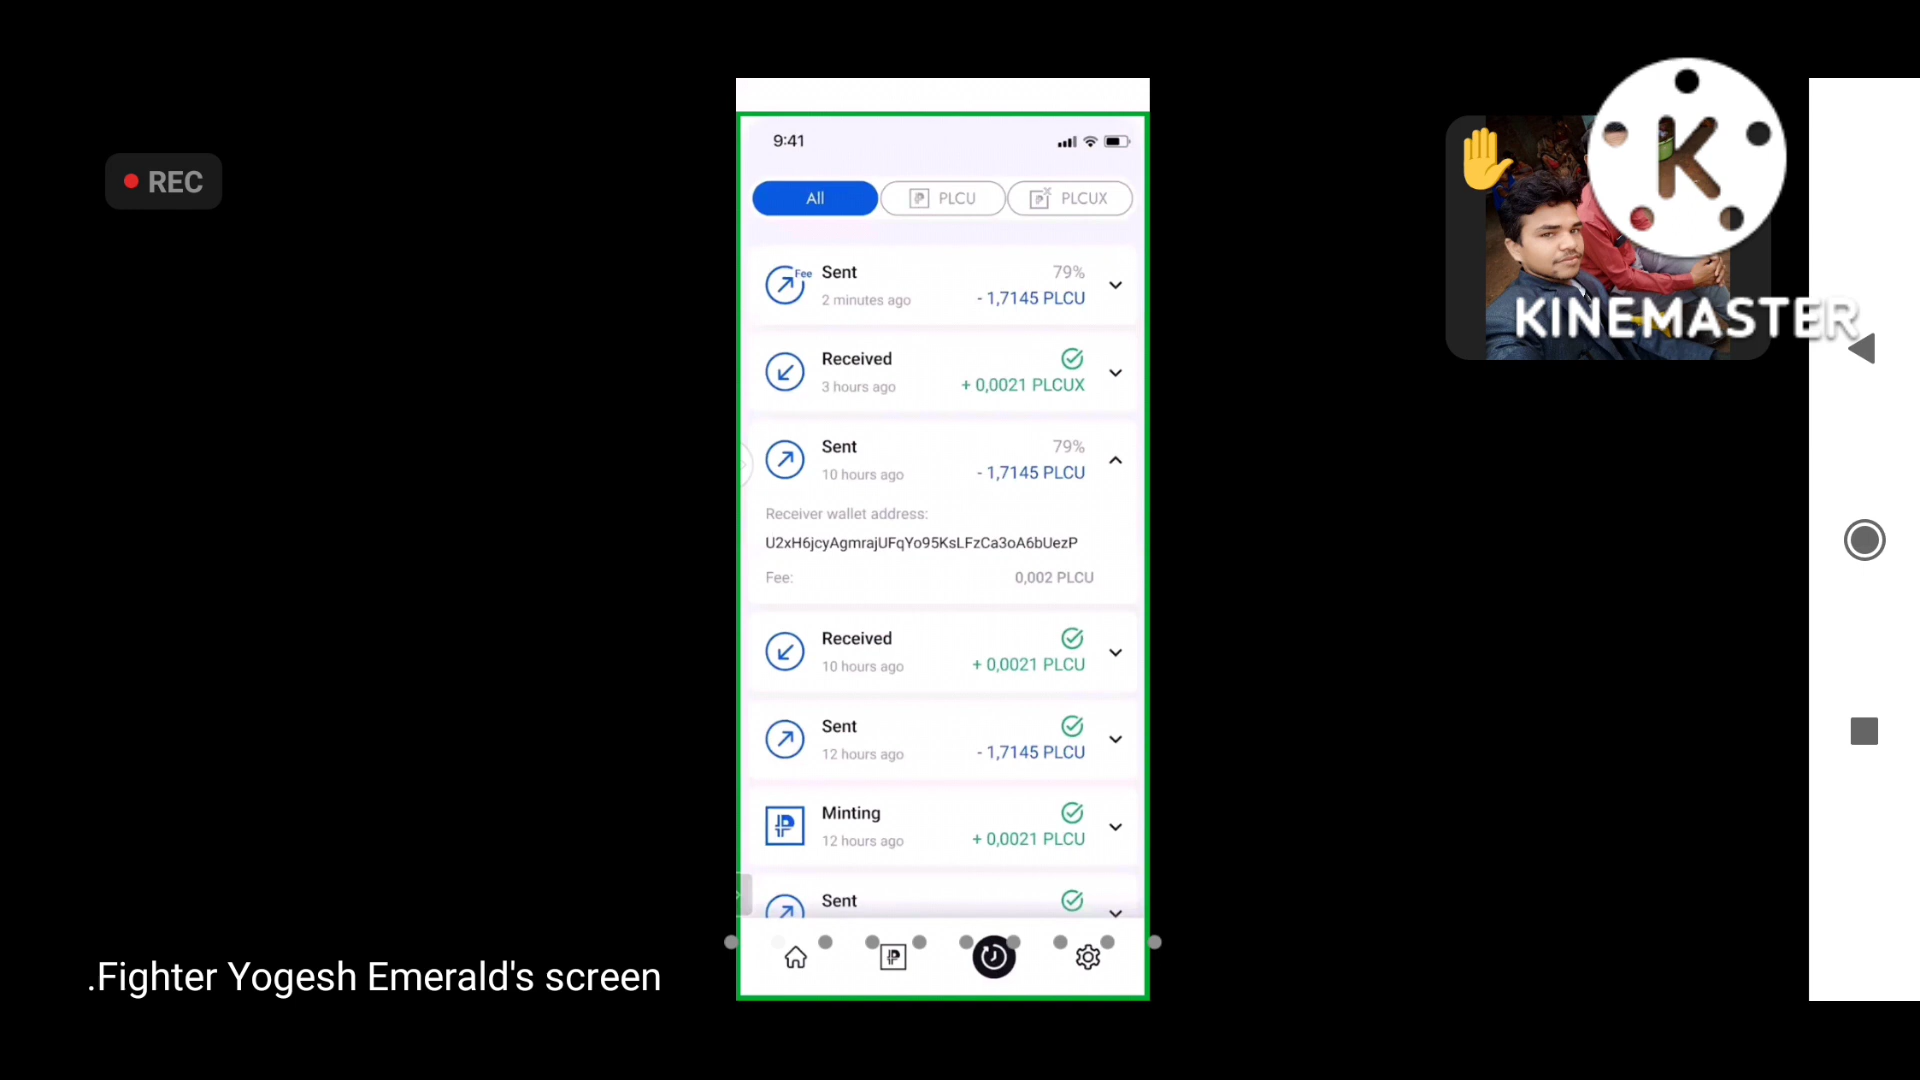 9:41
REC
All
PLCU
PLCUX
Fee
Sent
79%
2 minutes ago
- 1,7145 PLCU
Received
3 hours ago
+ 0,0021 PLCUX
Sent
79%
10 hours ago
- 1,7145 PLCU
Receiver wallet address:
U2xH6jcyAgmrajUFqYo95KsLFzCa3oA6bUezP
Fee:
0,002 PLCU
Received
10 hours ago
+ 0,0021 PLCU
Sent
12 hours ago
- 1,7145 PLCU
Minting
12 hours ago
+ 0,0021 PLCU
Sent
.Fighter Yogesh Emerald's screen
K
KINEMASTER